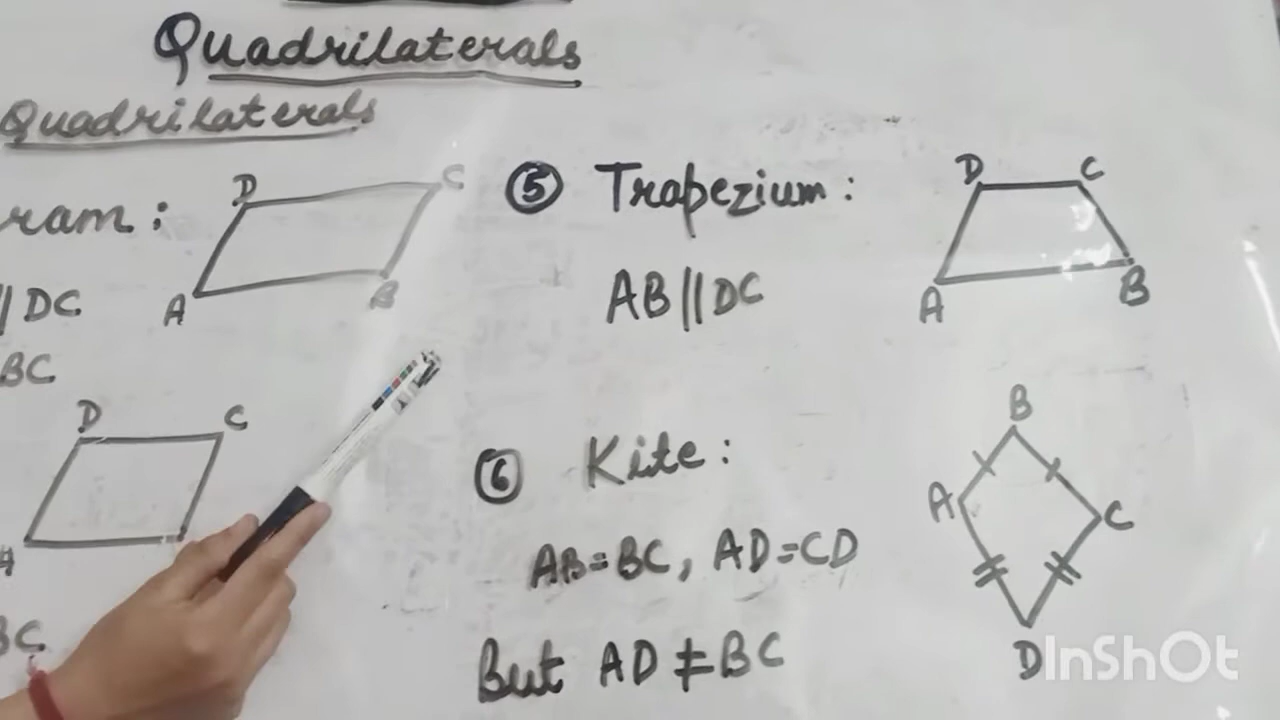 Quadrilaterals
Quadrilaterals
ram:
D
C
A
B
|| DC
BC
D
C
BC
⑤ Trapezium:
AB || DC
D
C
A
B
⑥ Kite:
AB=BC, AD=CD
But AD ≠ BC
B
A
C
D
InShOt